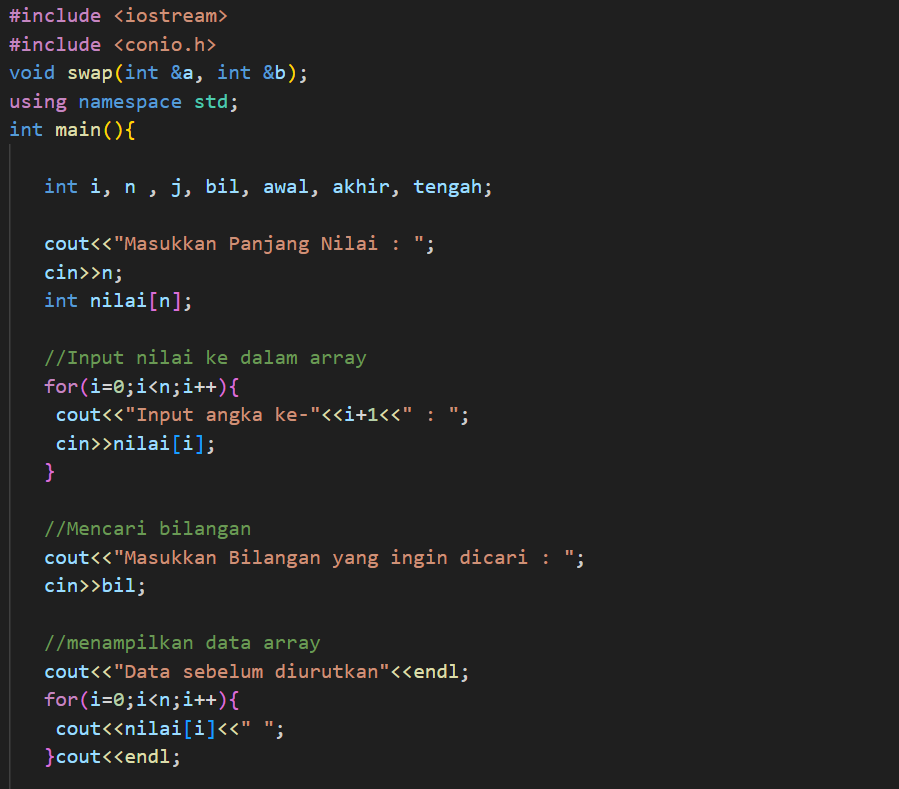 #include <iostream>
#include <conio.h>
void swap(int &a, int &b);
using namespace std;
int main(){
int i, n , j, bil, awal, akhir, tengah;
cout<<"Masukkan Panjang Nilai : ";
cin>>n;
int nilai[n];
//Input nilai ke dalam array
for(i=0;i<n;i++){
cout<<"Input angka ke-"<<i+1<<" : ";
cin>>nilai[i];
}
//Mencari bilangan
cout<<"Masukkan Bilangan yang ingin dicari : ";
cin>>bil;
//menampilkan data array
cout<<"Data sebelum diurutkan"<<endl;
for(i=0;i<n;i++){
cout<<nilai[i]<<" ";
}cout<<endl;